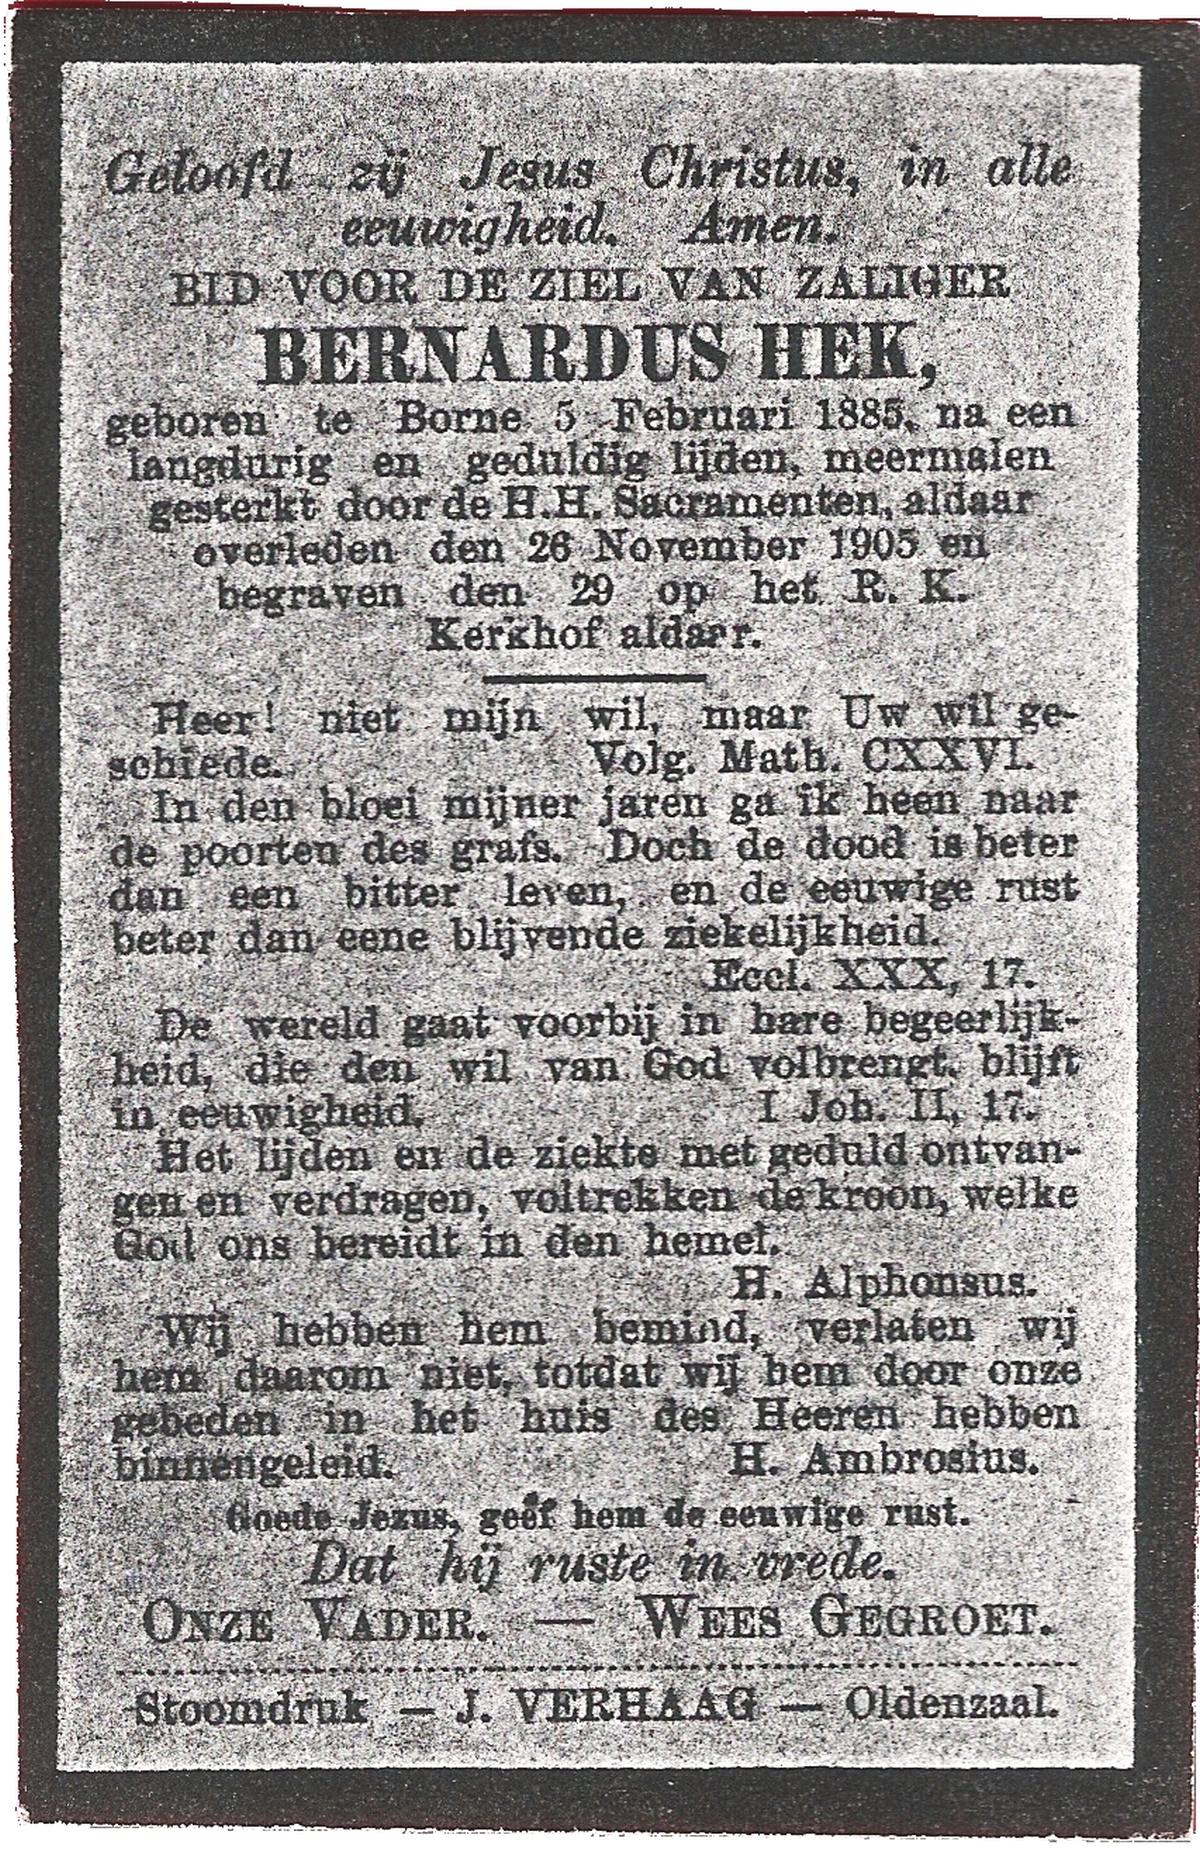 Geloofd zij Jesus Christus, in alle
eeuwigheid. Amen.
BID VOOR DE ZIEL VAN ZALIGER
BERNARDUS HEK,
geboren te Borne 5 Februari 1885, na een
langdurig en geduldig lijden, meermalen
gesterkt door de H.H. Sacramenten, aldaar
overleden den 26 November 1905 en
begraven den 29 op het R. K.
Kerkhof aldaar.
Heer! niet mijn wil, maar Uw wil ge-
schiede. Volg. Math. CXXVI.
In den bloei mijner jaren ga ik heen naar
de poorten des grafs. Doch de dood is beter
dan een bitter leven, en de eeuwige rust
beter dan eene blijvende ziekelijkheid.
Eccl. XXX, 17.
De wereld gaat voorbij in hare begeerlijk-
heid, die den wil van God volbrengt, blijft
in eeuwigheid. I Joh. II, 17.
Het lijden en de ziekte met geduld ontvan-
gen en verdragen, voltrekken de kroon, welke
God ons bereidt in den hemel.
H. Alphonsus.
Wij hebben hem bemind, verlaten wij
hem daarom niet, totdat wij hem door onze
gebeden in het huis des Heeren hebben
binnengeleid. H. Ambrosius.
Goede Jezus, geef hem de eeuwige rust.
Dat hij ruste in vrede.
ONZE VADER. — WEES GEGROET.
Stoomdruk — J. VERHAAG — Oldenzaal.